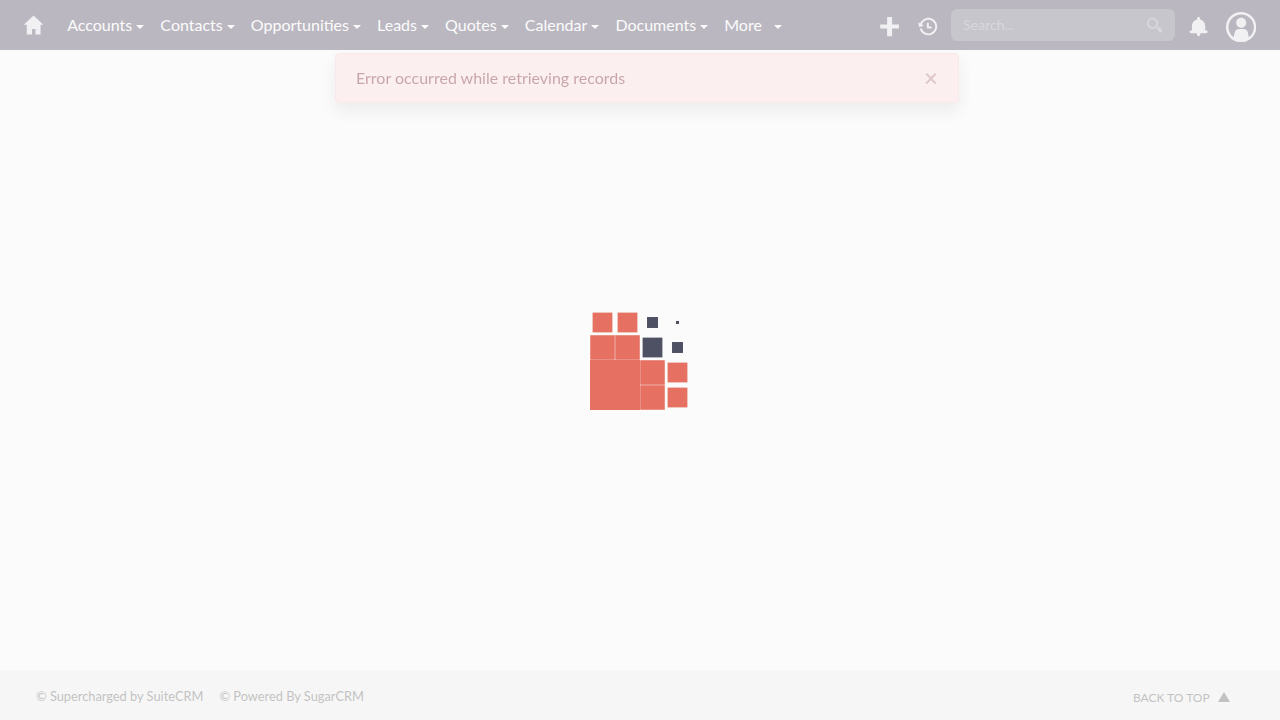 Accounts Contacts Opportunities Leads Quotes Calendar Documents More Search...
Error occurred while retrieving records ×
© Supercharged by SuiteCRM © Powered By SugarCRM BACK TO TOP